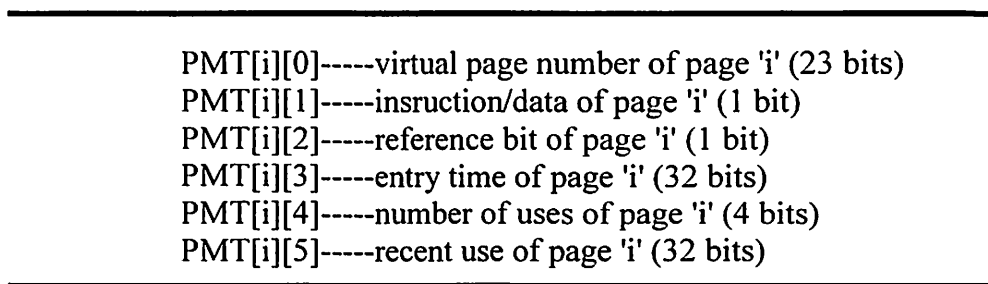 PMT[i][0]-----virtual page number of page 'i' (23 bits)
PMT[i][1]-----insruction/data of page 'i' (1 bit)
PMT[i][2]-----reference bit of page 'i' (1 bit)
PMT[i][3]-----entry time of page 'i' (32 bits)
PMT[i][4]-----number of uses of page 'i' (4 bits)
PMT[i][5]-----recent use of page 'i' (32 bits)